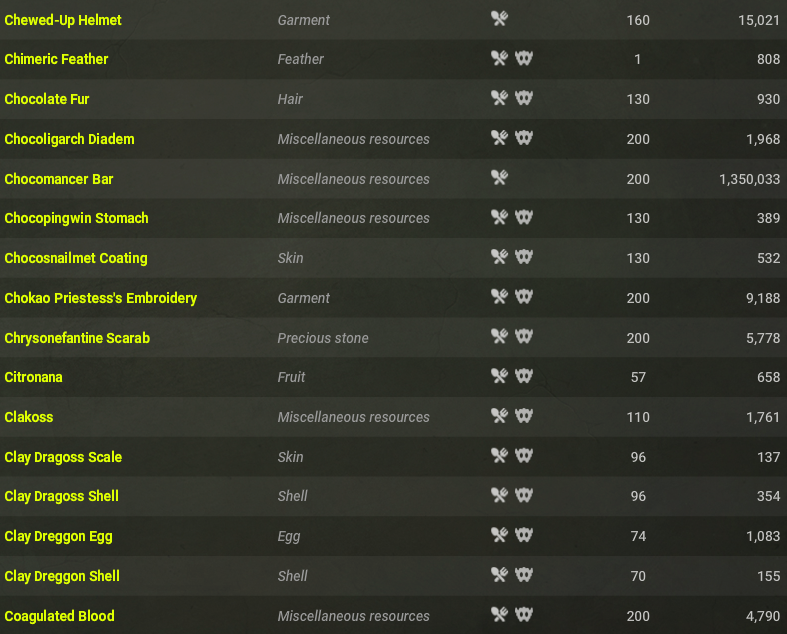 Chewed-Up Helmet Garment 160 15,021
Chimeric Feather Feather 1 808
Chocolate Fur Hair 130 930
Chocoligarch Diadem Miscellaneous resources 200 1,968
Chocomancer Bar Miscellaneous resources 200 1,350,033
Chocopingwin Stomach Miscellaneous resources 130 389
Chocosnailmet Coating Skin 130 532
Chokao Priestess's Embroidery Garment 200 9,188
Chrysonefantine Scarab Precious stone 200 5,778
Citronana Fruit 57 658
Clakoss Miscellaneous resources 110 1,761
Clay Dragoss Scale Skin 96 137
Clay Dragoss Shell Shell 96 354
Clay Dreggon Egg Egg 74 1,083
Clay Dreggon Shell Shell 70 155
Coagulated Blood Miscellaneous resources 200 4,790